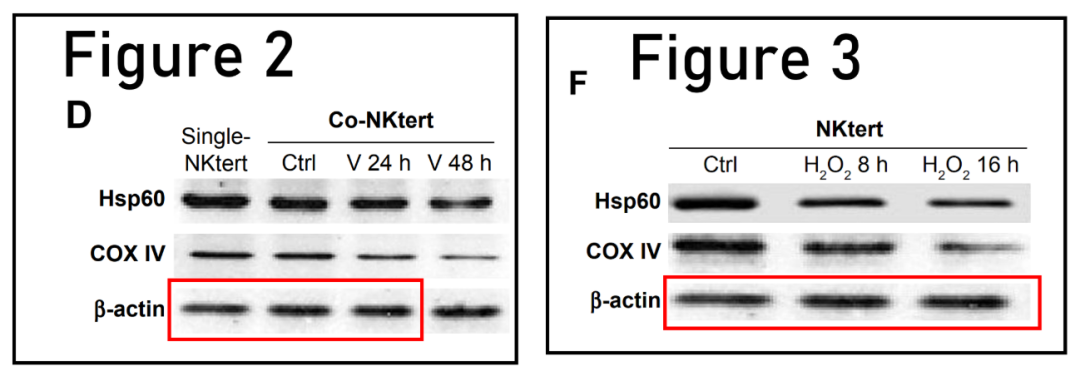 Figure 2
D
Co-NKtert
Single-
NKtert
Ctrl V 24 h V 48 h
Hsp60
COX IV
β-actin
Figure 3
F
NKtert
Ctrl H₂O₂ 8 h H₂O₂ 16 h
Hsp60
COX IV
β-actin